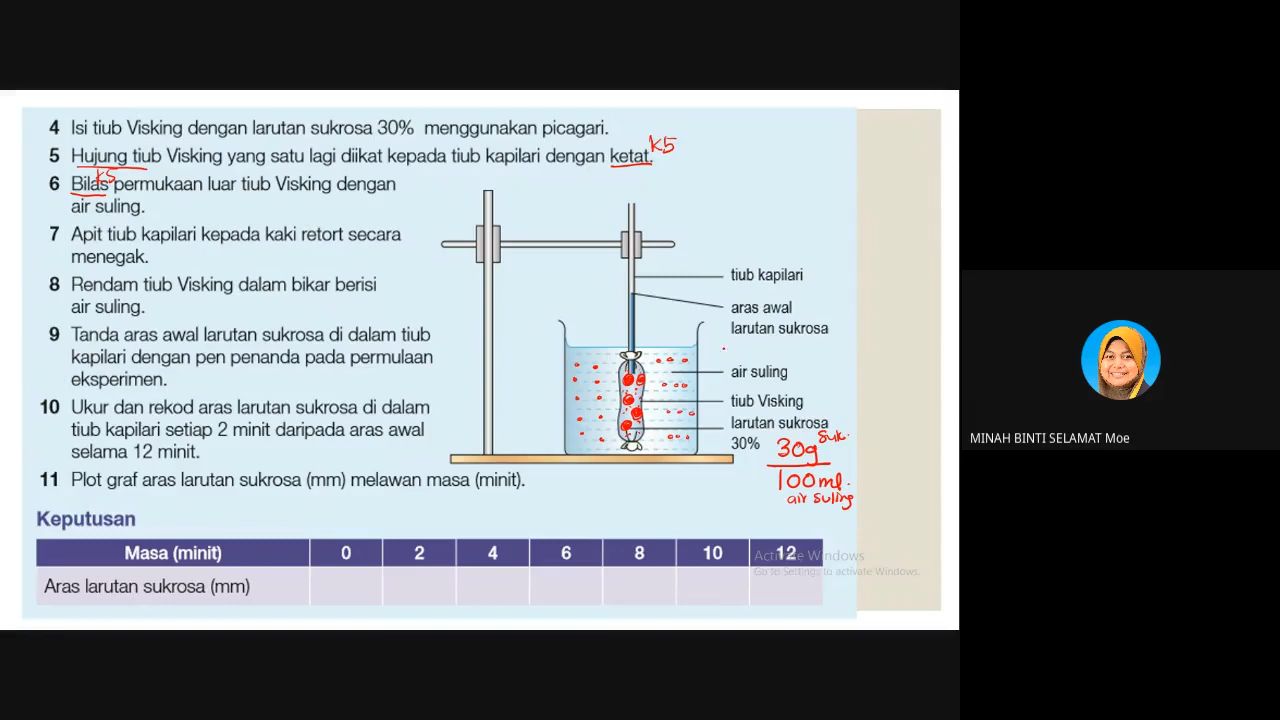 4 Isi tiub Visking dengan larutan sukrosa 30% menggunakan picagari.
5 Hujung tiub Visking yang satu lagi diikat kepada tiub kapilari dengan ketat.
K5
6 Bilas permukaan luar tiub Visking dengan
K5
air suling.
7 Apit tiub kapilari kepada kaki retort secara
menegak.
8 Rendam tiub Visking dalam bikar berisi
air suling.
9 Tanda aras awal larutan sukrosa di dalam tiub
kapilari dengan pen penanda pada permulaan
eksperimen.
10 Ukur dan rekod aras larutan sukrosa di dalam
tiub kapilari setiap 2 minit daripada aras awal
selama 12 minit.
11 Plot graf aras larutan sukrosa (mm) melawan masa (minit).
tiub kapilari
aras awal
larutan sukrosa
air suling
tiub Visking
larutan sukrosa
30%
30g suk.
100ml.
air suling
Keputusan
Masa (minit) 0 2 4 6 8 10 12
Aras larutan sukrosa (mm)
Activate Windows
Go to Settings to activate Windows.
MINAH BINTI SELAMAT Moe